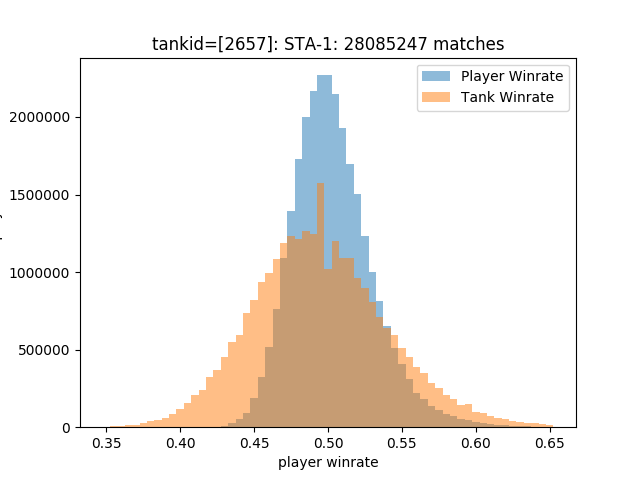 tankid=[2657]: STA-1: 28085247 matches
Player Winrate
Tank Winrate
2000000
1500000
1000000
500000
0
0.35 0.40 0.45 0.50 0.55 0.60 0.65
player winrate